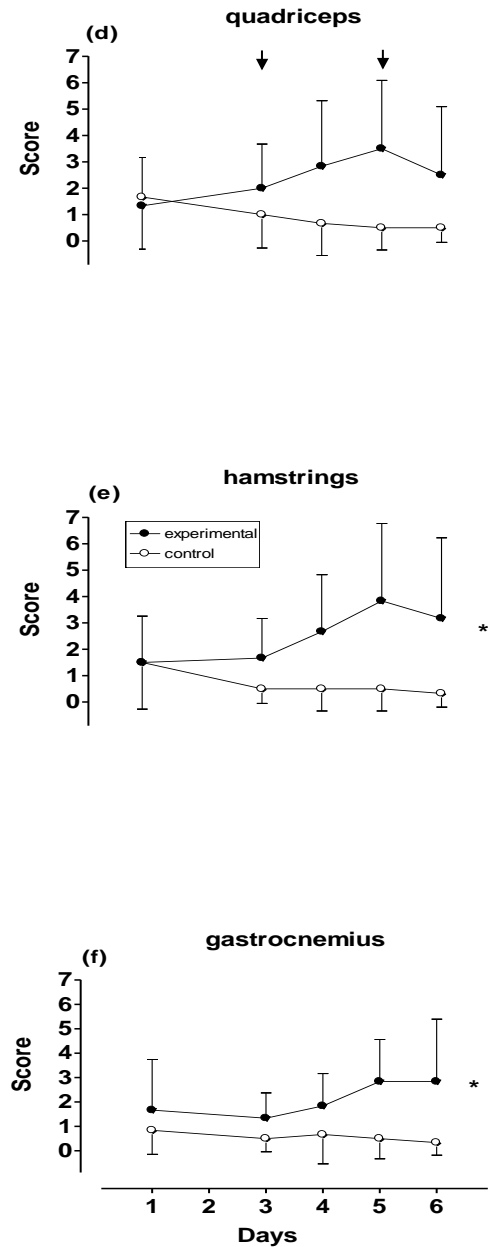 quadriceps
(d)
7
6
5
4
3
2
1
0
Score
hamstrings
(e)
7
6
5
4
3
2
1
0
Score
experimental
control
*
gastrocnemius
(f)
7
6
5
4
3
2
1
0
Score
*
1 2 3 4 5 6
Days